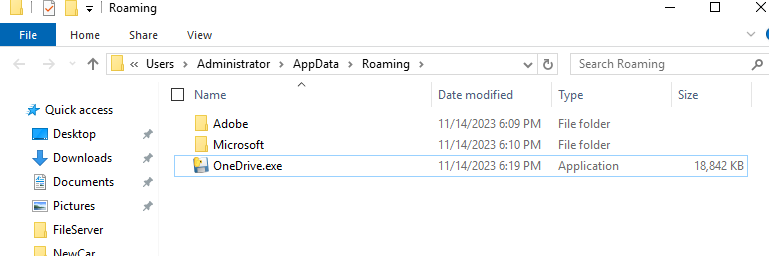 Roaming
File Home Share View
« Users > Administrator > AppData > Roaming > Search Roaming
Name Date modified Type Size
Quick access
Desktop
Downloads
Documents
Pictures
FileServer
NewCar
Adobe 11/14/2023 6:09 PM File folder
Microsoft 11/14/2023 6:10 PM File folder
OneDrive.exe 11/14/2023 6:19 PM Application 18,842 KB